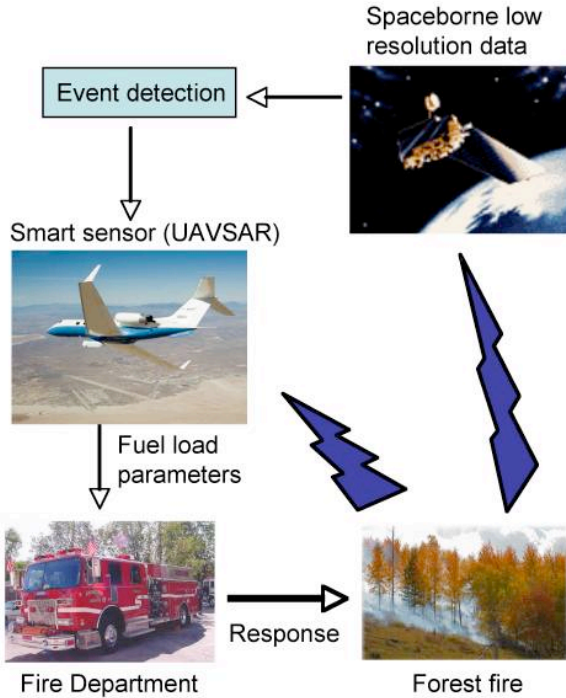 Spaceborne low
resolution data
Event detection
Smart sensor (UAVSAR)
Fuel load
parameters
Response
Fire Department
Forest fire